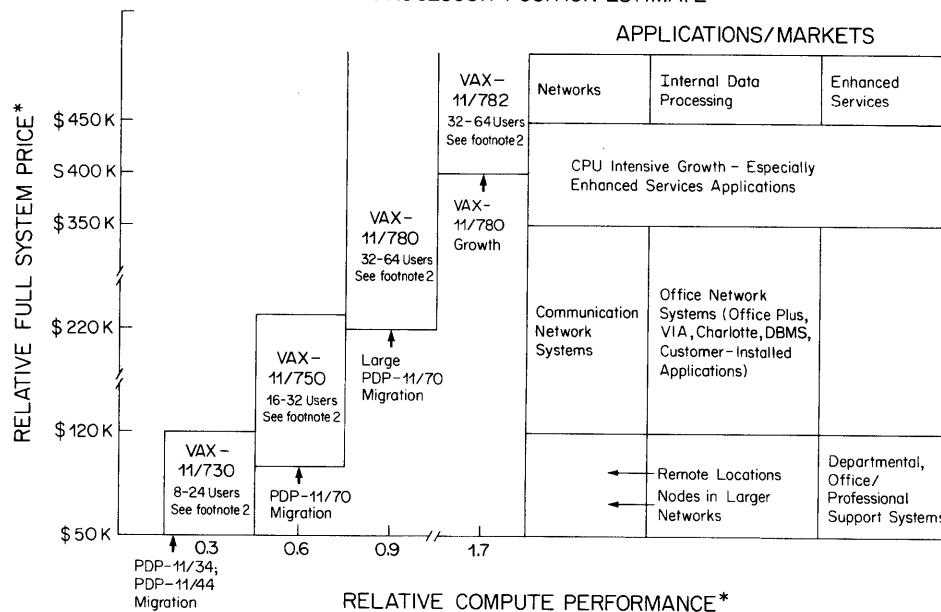 APPLICATIONS/MARKETS
RELATIVE FULL SYSTEM PRICE*
$450K
$400K
$350K
$220K
$120K
$50K
VAX-
11/782
32-64 Users
See footnote 2
VAX-
11/780
Growth
VAX-
11/780
32-64 Users
See footnote 2
Large
PDP-11/70
Migration
VAX-
11/750
16-32 Users
See footnote 2
PDP-11/70
Migration
VAX-
11/730
8-24 Users
See footnote 2
PDP-11/34;
PDP-11/44
Migration
Networks
Internal Data
Processing
Enhanced
Services
CPU Intensive Growth - Especially
Enhanced Services Applications
Communication
Network
Systems
Office Network
Systems (Office Plus,
VIA, Charlotte, DBMS,
Customer-Installed
Applications)
Remote Locations
Nodes in Larger
Networks
Departmental,
Office/
Professional
Support Systems
0.3
0.6
0.9
1.7
RELATIVE COMPUTE PERFORMANCE*